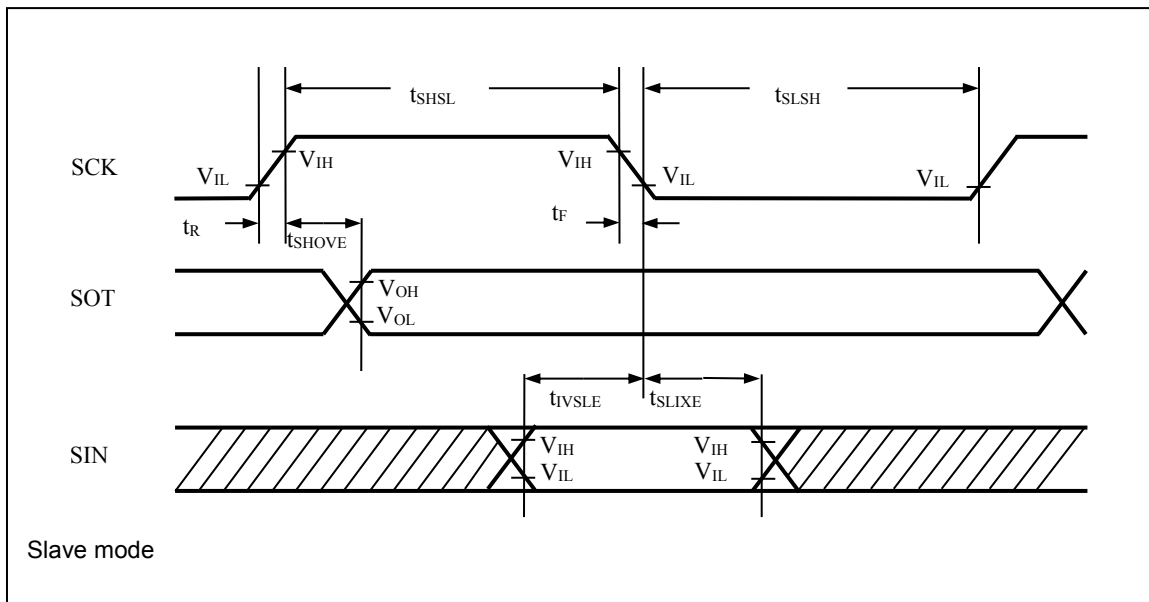 tSHSL tSLSH
SCK VIL VIH VIH VIL VIL
tR tSHOVE tF
SOT VOH
VOL
tIVSLE tSLIXE
SIN VIH VIH
VIL VIL
Slave mode